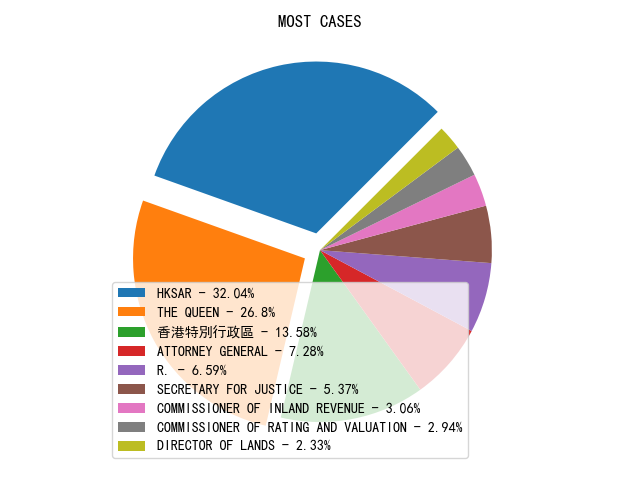 MOST CASES
HKSAR - 32.04%
THE QUEEN - 26.8%
香港特別行政區 - 13.58%
ATTORNEY GENERAL - 7.28%
R. - 6.59%
SECRETARY FOR JUSTICE - 5.37%
COMMISSIONER OF INLAND REVENUE - 3.06%
COMMISSIONER OF RATING AND VALUATION - 2.94%
DIRECTOR OF LANDS - 2.33%